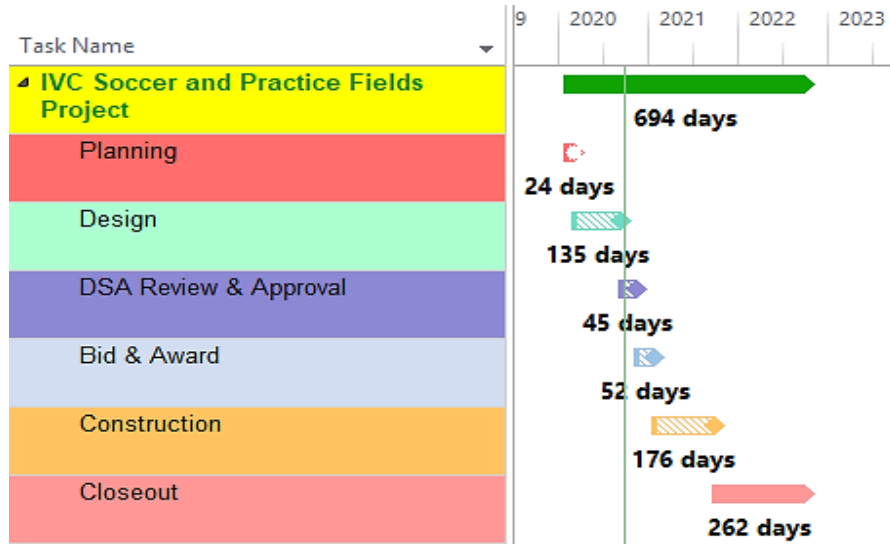 9 2020 2021 2022 2023
Task Name
IVC Soccer and Practice Fields
Project
694 days
Planning
24 days
Design
135 days
DSA Review & Approval
45 days
Bid & Award
52 days
Construction
176 days
Closeout
262 days